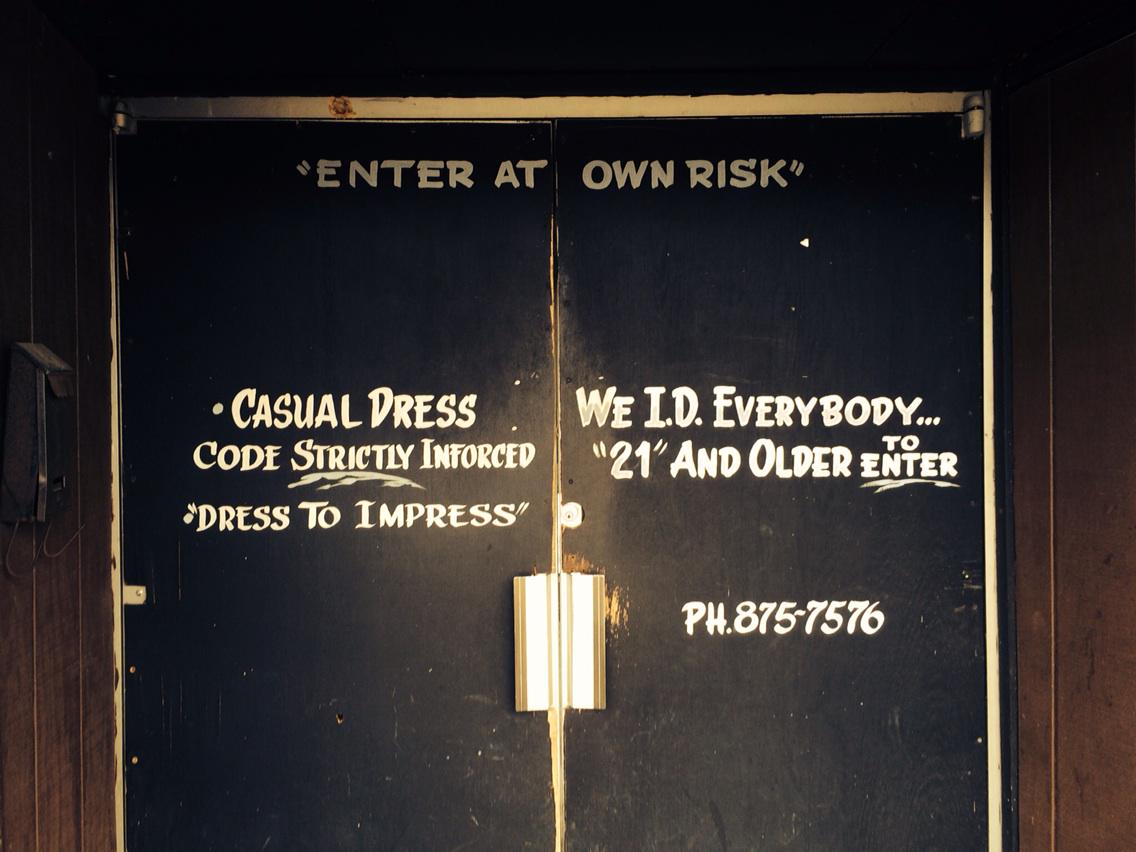 "ENTER AT OWN RISK"
• CASUAL DRESS
CODE STRICTLY INFORCED
"DRESS TO IMPRESS"
WE I.D. EVERYBODY...
"21" AND OLDER TO ENTER
PH. 875-7576